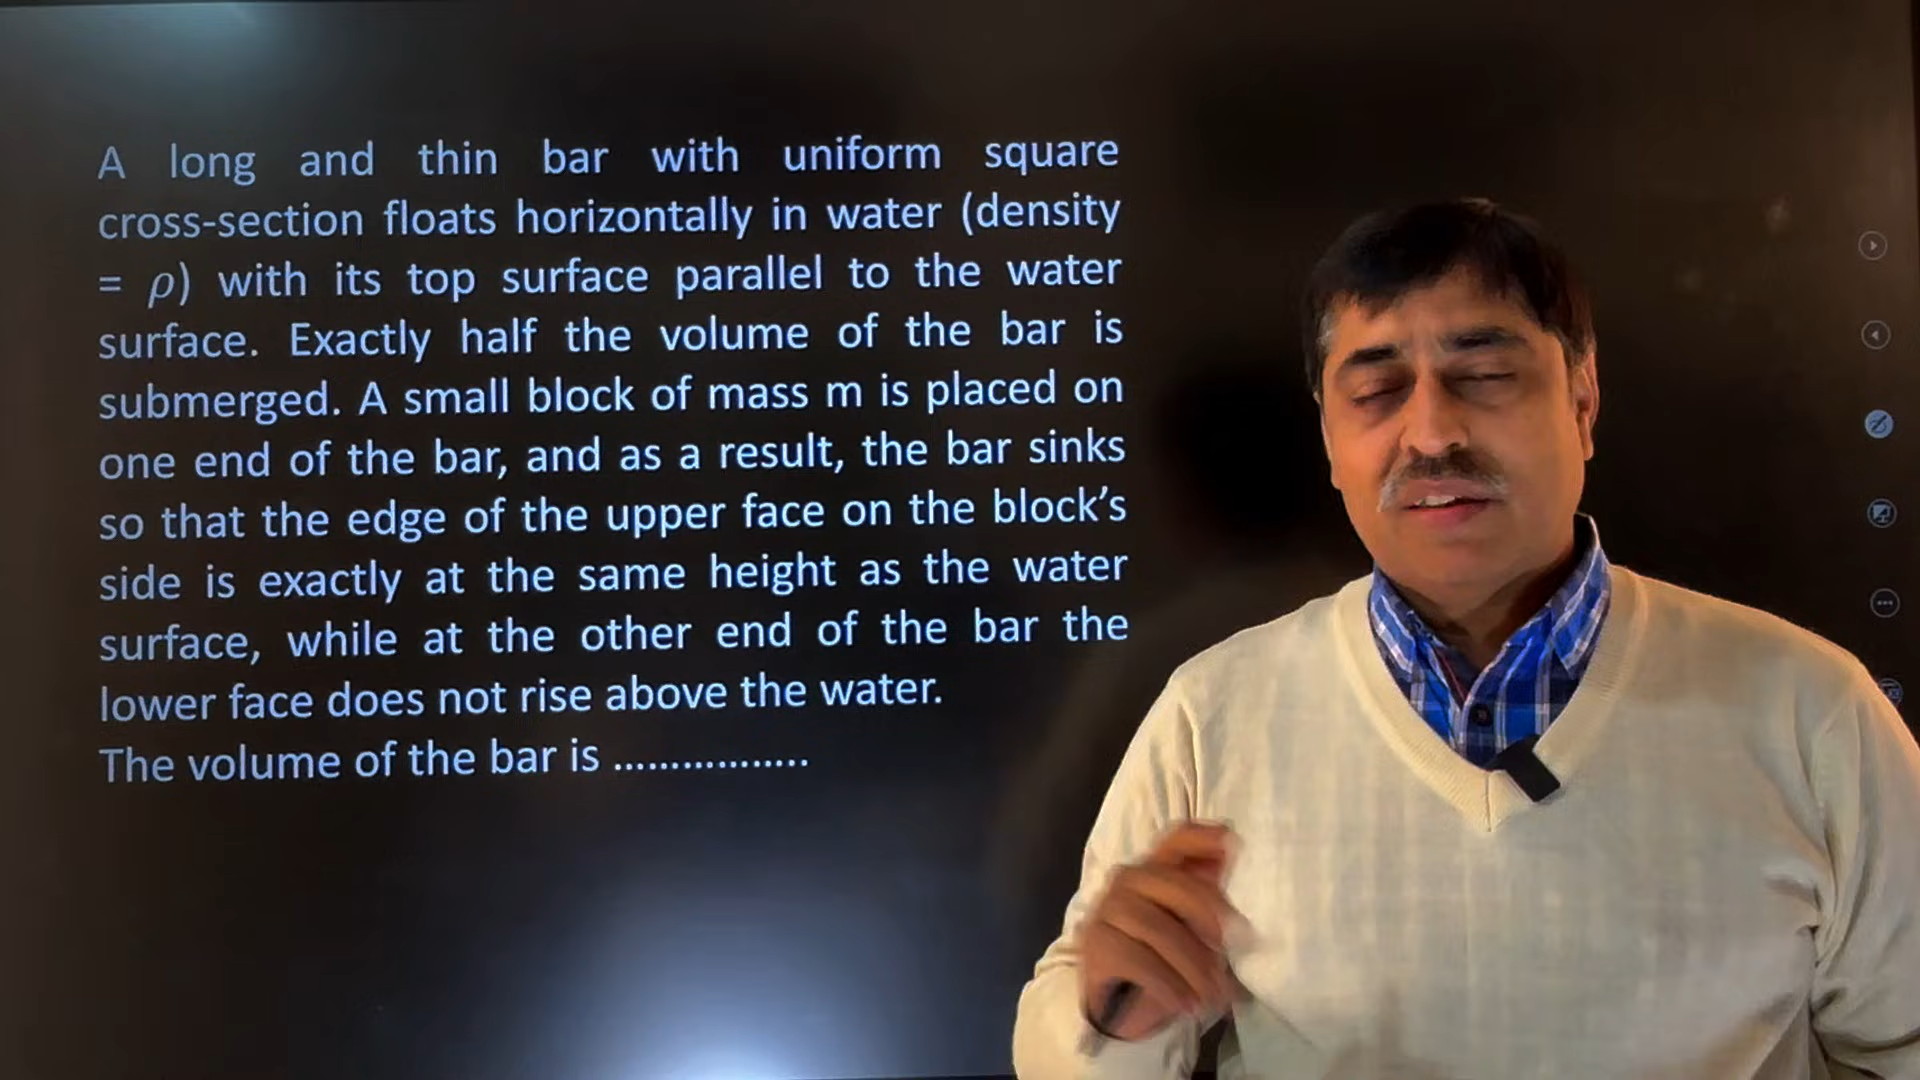 A long and thin bar with uniform square
cross-section floats horizontally in water (density
= ρ) with its top surface parallel to the water
surface. Exactly half the volume of the bar is
submerged. A small block of mass m is placed on
one end of the bar, and as a result, the bar sinks
so that the edge of the upper face on the block’s
side is exactly at the same height as the water
surface, while at the other end of the bar the
lower face does not rise above the water.
The volume of the bar is .................